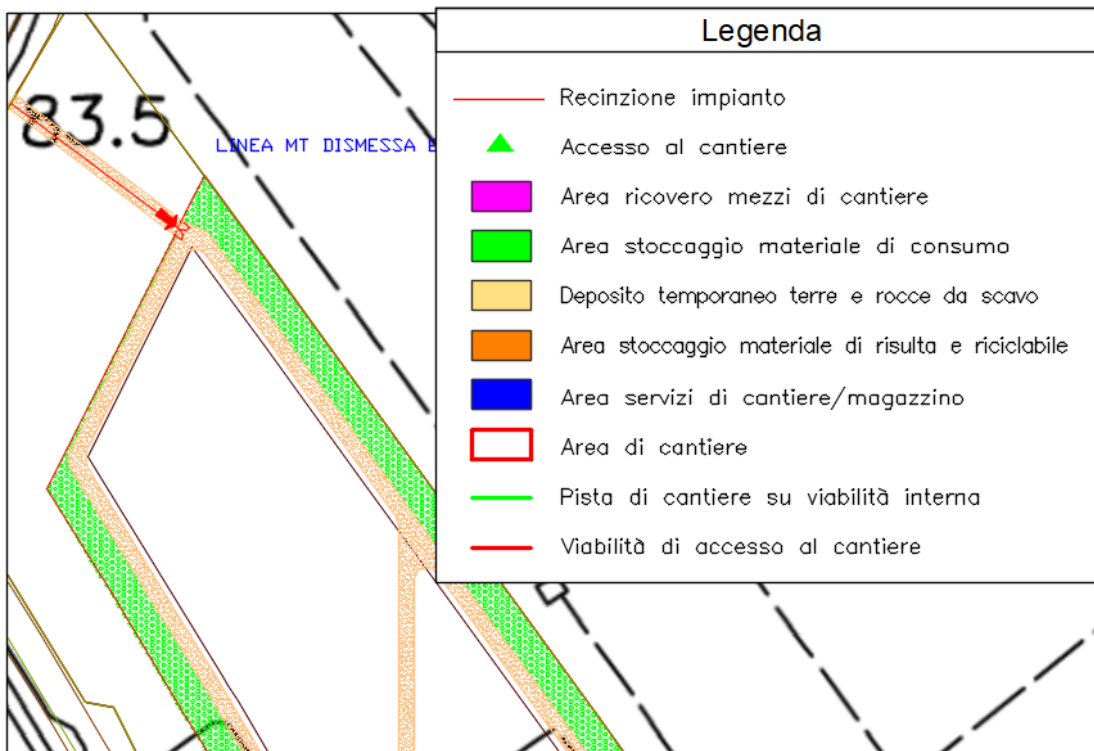 Legenda
83.5
LINEA MT DISMESSA
Recinzione impianto
Accesso al cantiere
Area ricovero mezzi di cantiere
Area stoccaggio materiale di consumo
Deposito temporaneo terre e rocce da scavo
Area stoccaggio materiale di risulta e riciclabile
Area servizi di cantiere/magazzino
Area di cantiere
Pista di cantiere su viabilità interna
Viabilità di accesso al cantiere